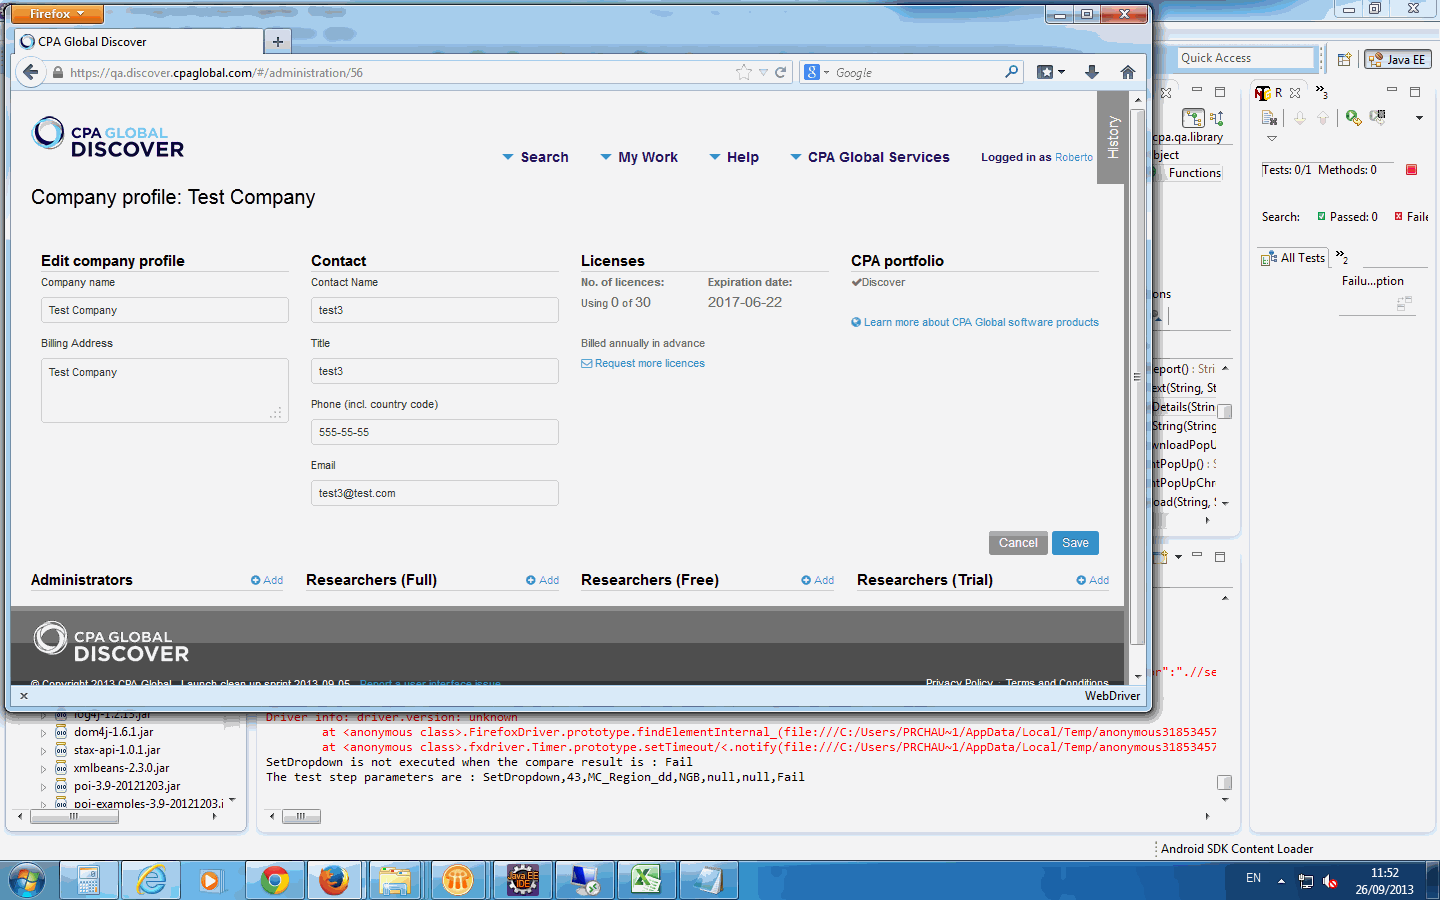 Firefox
CPA Global Discover
https://qa.discover.cpaglobal.com/#/administration/56
Google
Quick Access
Java EE
CPA GLOBAL
DISCOVER
Search
My Work
Help
CPA Global Services
Logged in as Roberto
History
Company profile: Test Company
Edit company profile
Company name
Test Company
Billing Address
Test Company
Contact
Contact Name
test3
Title
test3
Phone (incl. country code)
555-55-55
Email
test3@test.com
Licenses
No. of licences:
Using 0 of 30
Expiration date:
2017-06-22
Billed annually in advance
Request more licences
CPA portfolio
Discover
Learn more about CPA Global software products
Cancel
Save
Administrators
Add
Researchers (Full)
Add
Researchers (Free)
Add
Researchers (Trial)
Add
CPA GLOBAL
DISCOVER
© Copyright 2013 CPA Global. Launch clean up sprint 2013-09-05. Report a user interface issue
Privacy Policy : Terms and Conditions
WebDriver
R
3
cpa.qa.library
bject
Functions
ons
eport() : Stri
ext(String, St
Details(Strin
String(String
wnloadPopU
ntPopUp() : S
ntPopUpChr
oad(String, S
Tests: 0/1 Methods: 0
Search:
Passed: 0
Faile
All Tests
2
Failu...ption
r":".//se
log4j-1.2.13.jar
dom4j-1.6.1.jar
stax-api-1.0.1.jar
xmlbeans-2.3.0.jar
poi-3.9-20121203.jar
poi-examples-3.9-20121203.j
Driver info: driver.version: unknown
at <anonymous class>.FirefoxDriver.prototype.findElementInternal_(file:///C:/Users/PRCHAU~1/AppData/Local/Temp/anonymous31853457
at <anonymous class>.fxdriver.Timer.prototype.setTimeout/<.notify(file:///C:/Users/PRCHAU~1/AppData/Local/Temp/anonymous31853457
SetDropdown is not executed when the compare result is : Fail
The test step parameters are : SetDropdown,43,MC_Region_dd,NGB,null,null,Fail
Android SDK Content Loader
Java EE
IDE
EN
11:52
26/09/2013